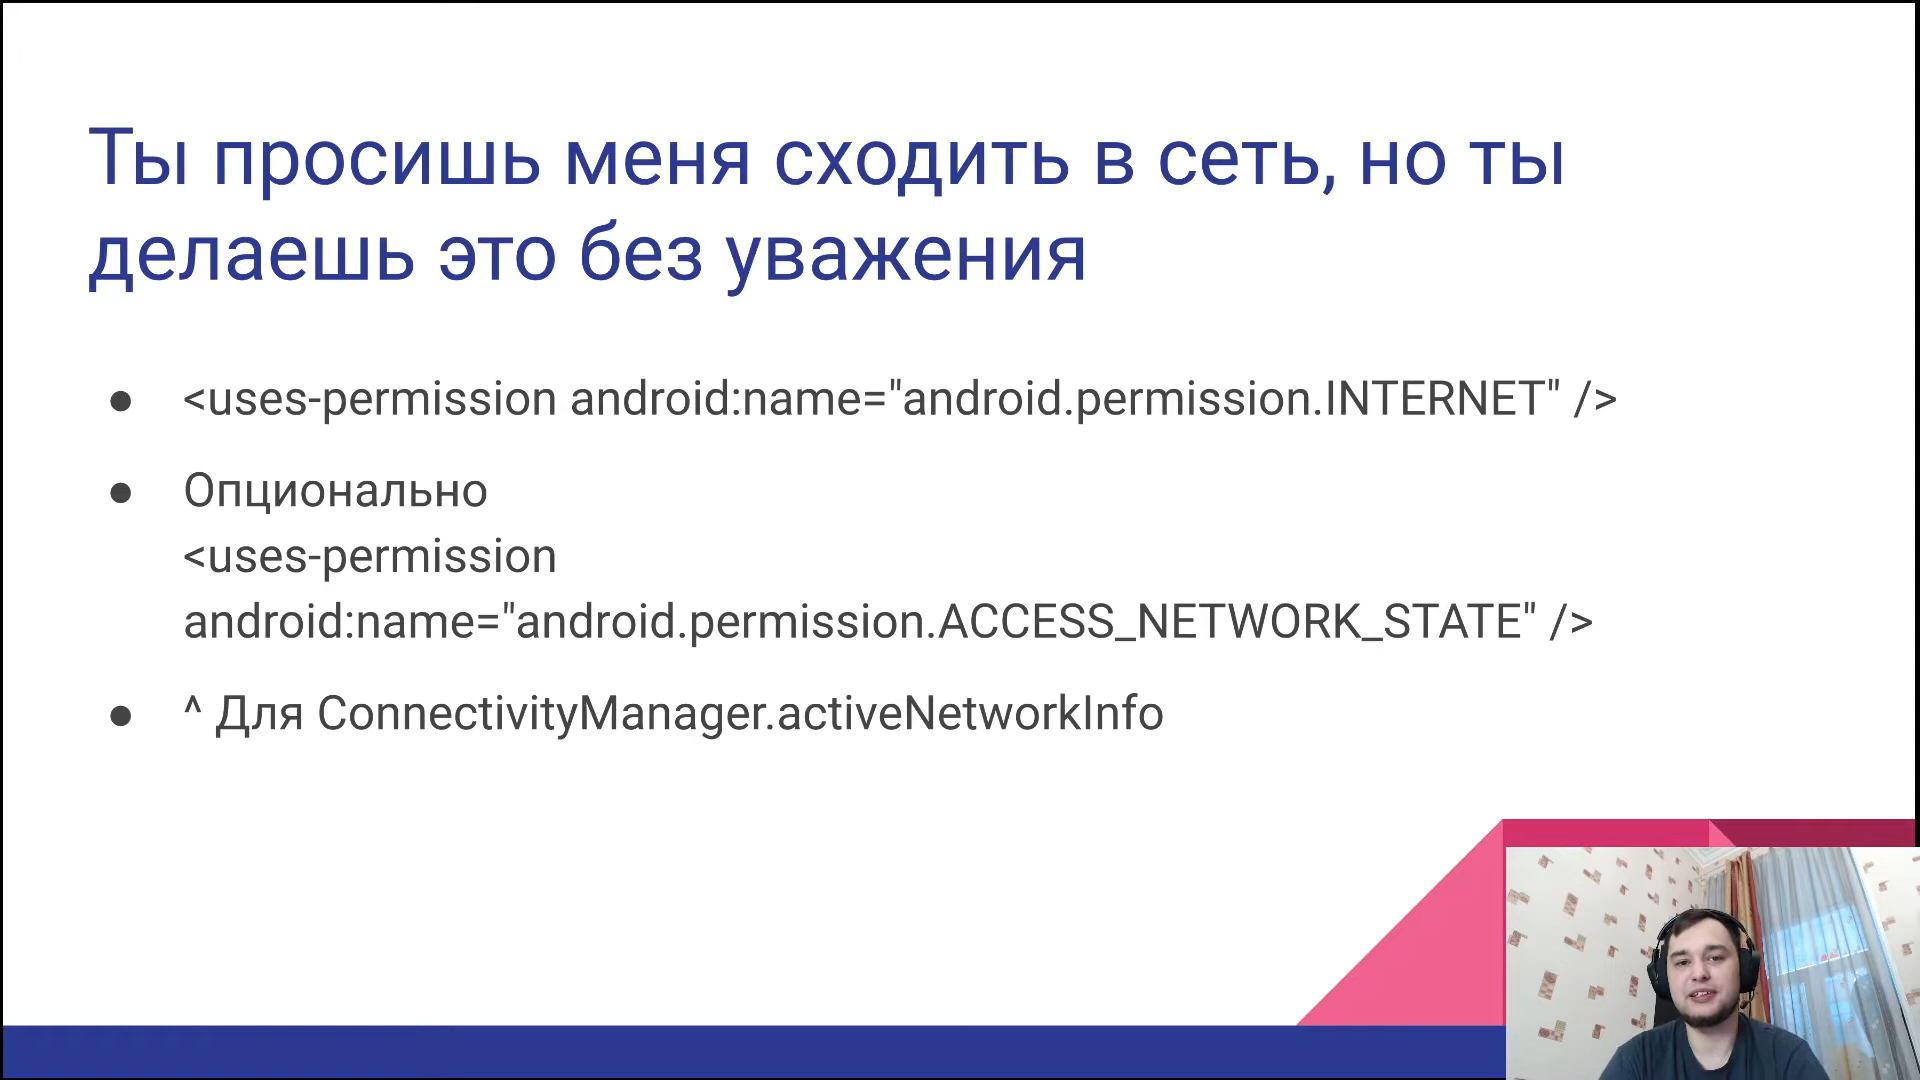 Ты просишь меня сходить в сеть, но ты
делаешь это без уважения
● <uses-permission android:name="android.permission.INTERNET" />
● Опционально
<uses-permission
android:name="android.permission.ACCESS_NETWORK_STATE" />
● ^ Для ConnectivityManager.activeNetworkInfo